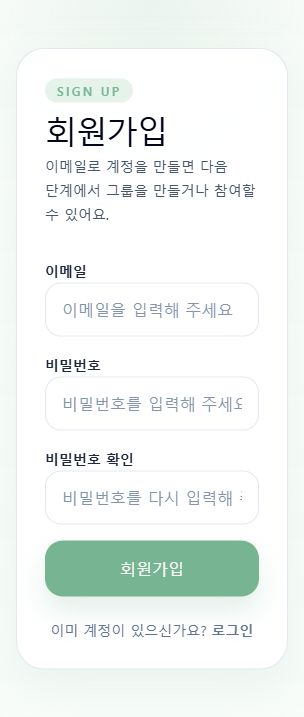 SIGN UP
회원가입
이메일로 계정을 만들면 다음
단계에서 그룹을 만들거나 참여할
수 있어요.
이메일
이메일을 입력해 주세요
비밀번호
비밀번호를 입력해 주세요
비밀번호 확인
비밀번호를 다시 입력해
회원가입
이미 계정이 있으신가요? 로그인